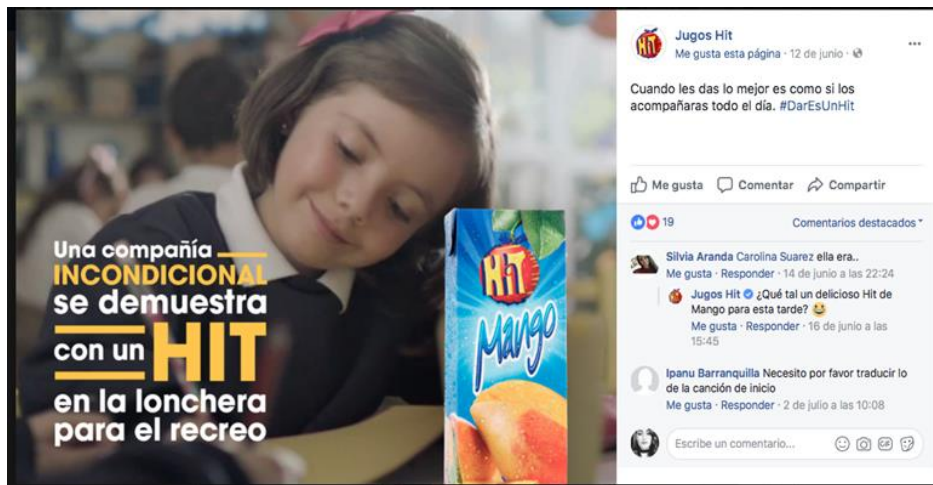 Una compañía
INCONDICIONAL
se demuestra
con un HIT
en la lonchera
para el recreo
HIT
Mango
HIT
Jugos Hit
Me gusta esta página · 12 de junio ·
Cuando les das lo mejor es como si los
acompañaras todo el día. #DarEsUnHit
Me gusta Comentar Compartir
19 Comentarios destacados
Silvia Aranda Carolina Suarez ella era..
Me gusta · Responder · 14 de junio a las 22:24
Jugos Hit ¿Qué tal un delicioso Hit de
Mango para esta tarde?
Me gusta · Responder · 16 de junio a las
15:45
Ipanu Barranquilla Necesito por favor traducir lo
de la canción de inicio
Me gusta · Responder · 2 de julio a las 10:08
Escribe un comentario...
GIF